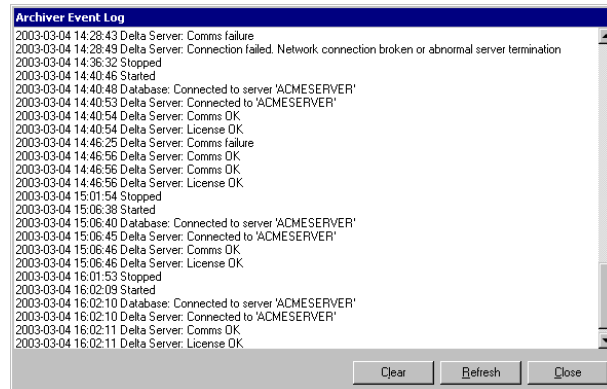 Archiver Event Log
2003-03-04 14:28:43 Delta Server: Comms failure
2003-03-04 14:28:49 Delta Server: Connection failed. Network connection broken or abnormal server termination
2003-03-04 14:36:32 Stopped
2003-03-04 14:40:46 Started
2003-03-04 14:40:48 Database: Connected to server 'ACMESERVER'
2003-03-04 14:40:53 Delta Server: Connected to 'ACMESERVER'
2003-03-04 14:40:54 Delta Server: Comms OK
2003-03-04 14:40:54 Delta Server: License OK
2003-03-04 14:46:25 Delta Server: Comms failure
2003-03-04 14:46:56 Delta Server: Comms OK
2003-03-04 14:46:56 Delta Server: Comms OK
2003-03-04 14:46:56 Delta Server: License OK
2003-03-04 15:01:54 Stopped
2003-03-04 15:06:38 Started
2003-03-04 15:06:40 Database: Connected to server 'ACMESERVER'
2003-03-04 15:06:45 Delta Server: Connected to 'ACMESERVER'
2003-03-04 15:06:46 Delta Server: Comms OK
2003-03-04 15:06:46 Delta Server: License OK
2003-03-04 16:01:53 Stopped
2003-03-04 16:02:09 Started
2003-03-04 16:02:10 Database: Connected to server 'ACMESERVER'
2003-03-04 16:02:10 Delta Server: Connected to 'ACMESERVER'
2003-03-04 16:02:11 Delta Server: Comms OK
2003-03-04 16:02:11 Delta Server: License OK
Clear Refresh Close